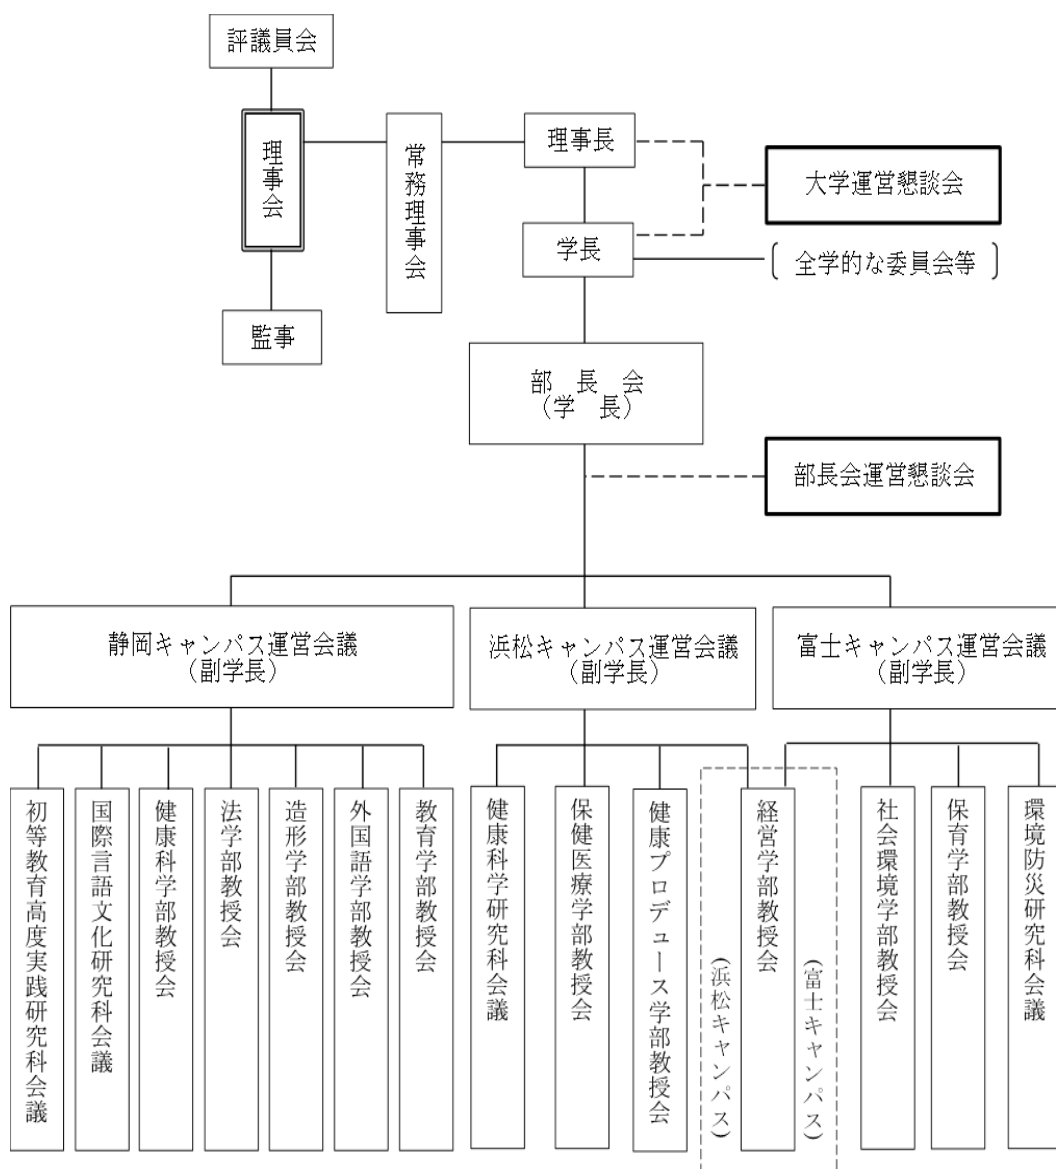 評議員会
理事会
常務理事会
理事長
大学運営懇談会
学長
全学的な委員会等
監事
部 長 会
（学 長）
部長会運営懇談会
静岡キャンパス運営会議
（副学長）
浜松キャンパス運営会議
（副学長）
富士キャンパス運営会議
（副学長）
初等教育高度実践研究科会議
国際言語文化研究科会議
健康科学部教授会
法学部教授会
造形学部教授会
外国語学部教授会
教育学部教授会
健康科学研究科会議
保健医療学部教授会
健康プロデュース学部教授会
（浜松キャンパス）
経営学部教授会
（富士キャンパス）
社会環境学部教授会
保育学部教授会
環境防災研究科会議